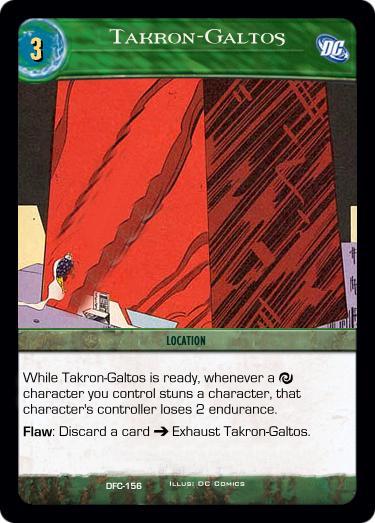 3
Takron-Galtos
DC
LOCATION
While Takron-Galtos is ready, whenever a
character you control stuns a character, that
character's controller loses 2 endurance.
Flaw: Discard a card ➔ Exhaust Takron-Galtos.
DFC-156 Illus: DC Comics